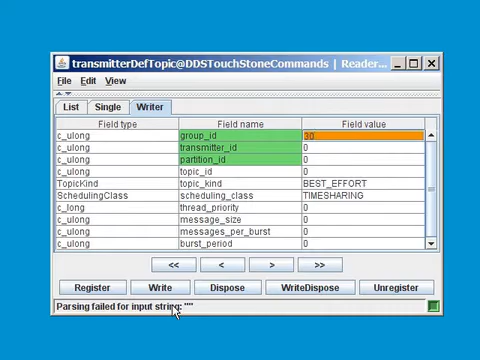 transmitterDefTopic@DDSTouchStoneCommands | Reader...
File Edit View
List Single Writer
Field type Field name Field value
c_ulong group_id 30
c_ulong transmitter_id 0
c_ulong partition_id 0
c_ulong topic_id 0
TopicKind topic_kind BEST_EFFORT
SchedulingClass scheduling_class TIMESHARING
c_long thread_priority 0
c_ulong message_size 0
c_ulong messages_per_burst 0
c_ulong burst_period 0
<< < > >>
Register Write Dispose WriteDispose Unregister
Parsing failed for input string: ""